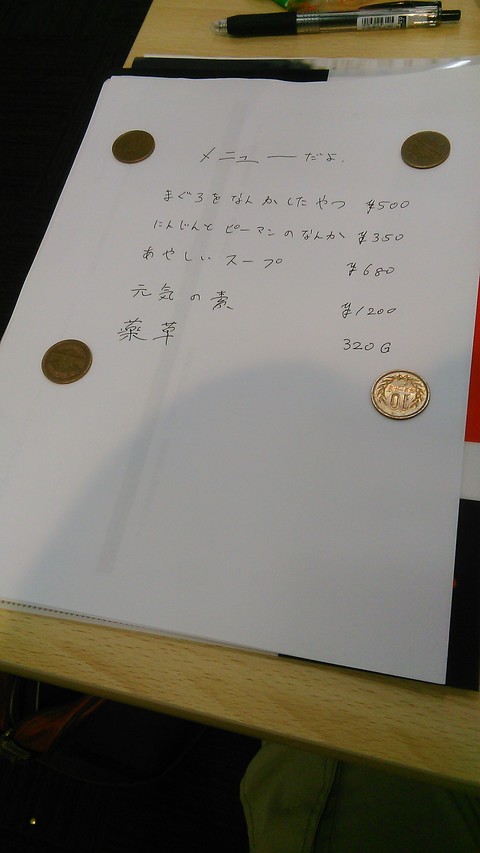 メニューだよ.
まぐろをなんかしたやつ ¥500
にんじんとピーマンのなんか ¥350
あやしいスープ ¥680
元気の素 ¥1200
薬草 320G
10